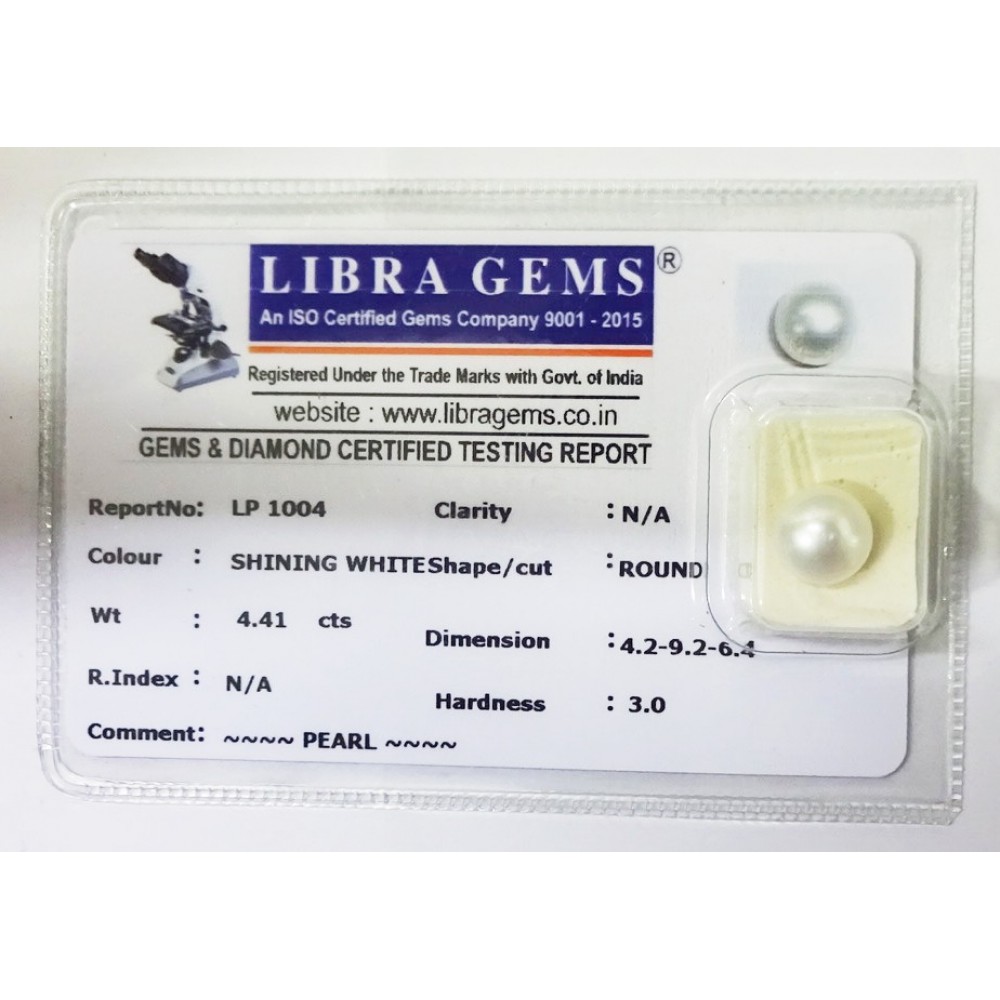 LIBRA GEMS ®
An ISO Certified Gems Company 9001 - 2015
Registered Under the Trade Marks with Govt. of India
website : www.libragems.co.in
GEMS & DIAMOND CERTIFIED TESTING REPORT
ReportNo: LP 1004 Clarity : N/A
Colour : SHINING WHITE Shape/cut : ROUND
Wt : 4.41 cts Dimension : 4.2-9.2-6.4
R.Index : N/A Hardness : 3.0
Comment: ~~~~ PEARL ~~~~